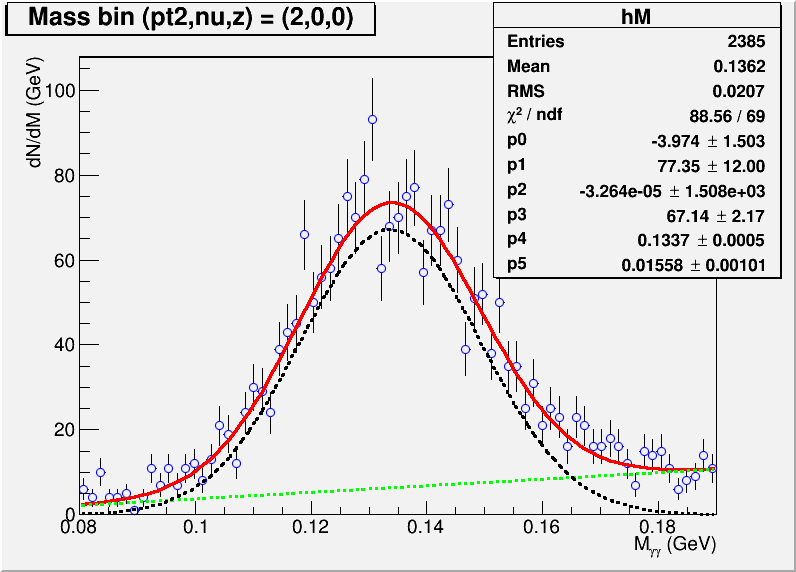 Mass bin (pt2,nu,z) = (2,0,0)
hM
Entries 2385
Mean 0.1362
RMS 0.0207
χ² / ndf 88.56 / 69
p0 -3.974 ± 1.503
p1 77.35 ± 12.00
p2 -3.264e-05 ± 1.508e+03
p3 67.14 ± 2.17
p4 0.1337 ± 0.0005
p5 0.01558 ± 0.00101
dN/dM (GeV)
100
80
60
40
20
0
0.08 0.1 0.12 0.14 0.16 0.18
Mγγ (GeV)